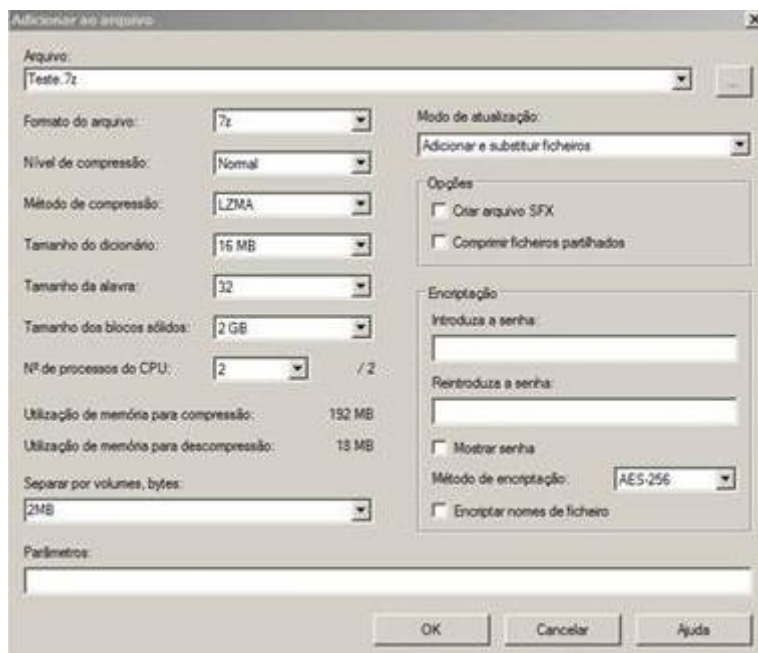 Adicionar ao arquivo
Arquivo:
Teste.7z
...
Formato do arquivo:
7z
Nível de compressão:
Normal
Método de compressão:
LZMA
Tamanho do dicionário:
16 MB
Tamanho da alavra:
32
Tamanho dos blocos sólidos:
2 GB
Nº de processos do CPU:
2
/ 2
Utilização de memória para compressão:
192 MB
Utilização de memória para descompressão:
18 MB
Separar por volumes, bytes:
2MB
Modo de atualização:
Adicionar e substituir ficheiros
Opções
Criar arquivo SFX
Comprimir ficheiros partilhados
Encriptação
Introduza a senha:
Reintroduza a senha:
Mostrar senha
Método de encriptação:
AES-256
Encriptar nomes de ficheiro
Parâmetros:
OK
Cancelar
Ajuda